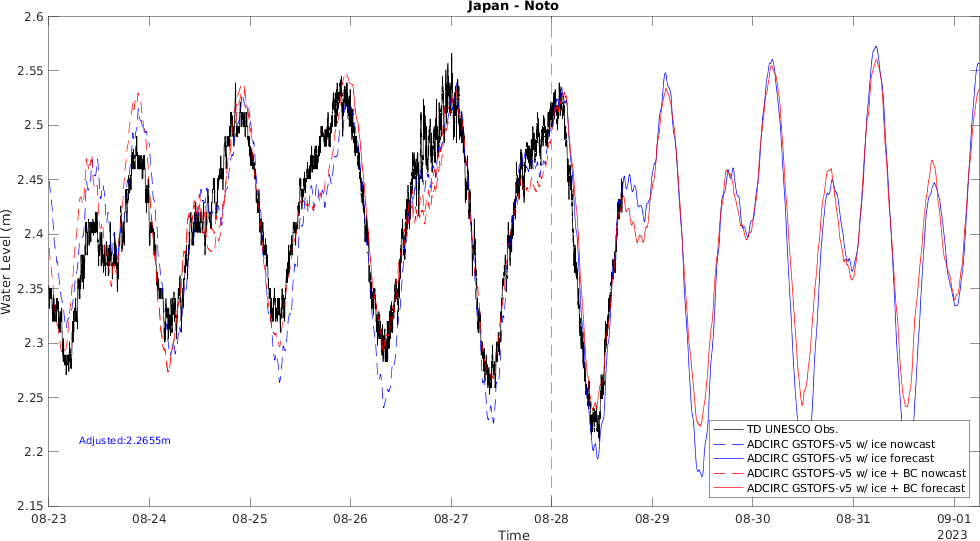 Japan - Noto
2.6
2.55
2.5
2.45
2.4
2.35
2.3
2.25
2.2
2.15
Water Level (m)
Adjusted:2.2655m
TD UNESCO Obs.
ADCIRC GSTOFS-v5 w/ ice nowcast
ADCIRC GSTOFS-v5 w/ ice forecast
ADCIRC GSTOFS-v5 w/ ice + BC nowcast
ADCIRC GSTOFS-v5 w/ ice + BC forecast
08-23 08-24 08-25 08-26 08-27 08-28 08-29 08-30 08-31 09-01
Time
2023